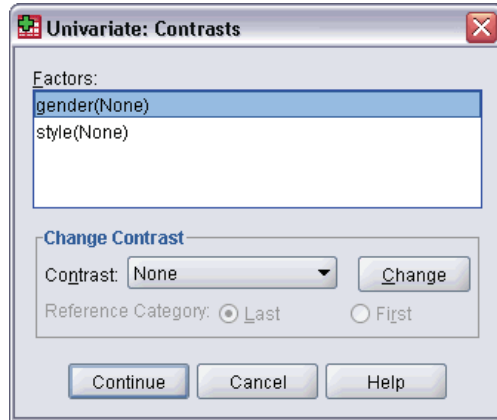 Univariate: Contrasts
Factors:
gender(None)
style(None)
Change Contrast
Contrast: None Change
Reference Category: Last First
Continue Cancel Help